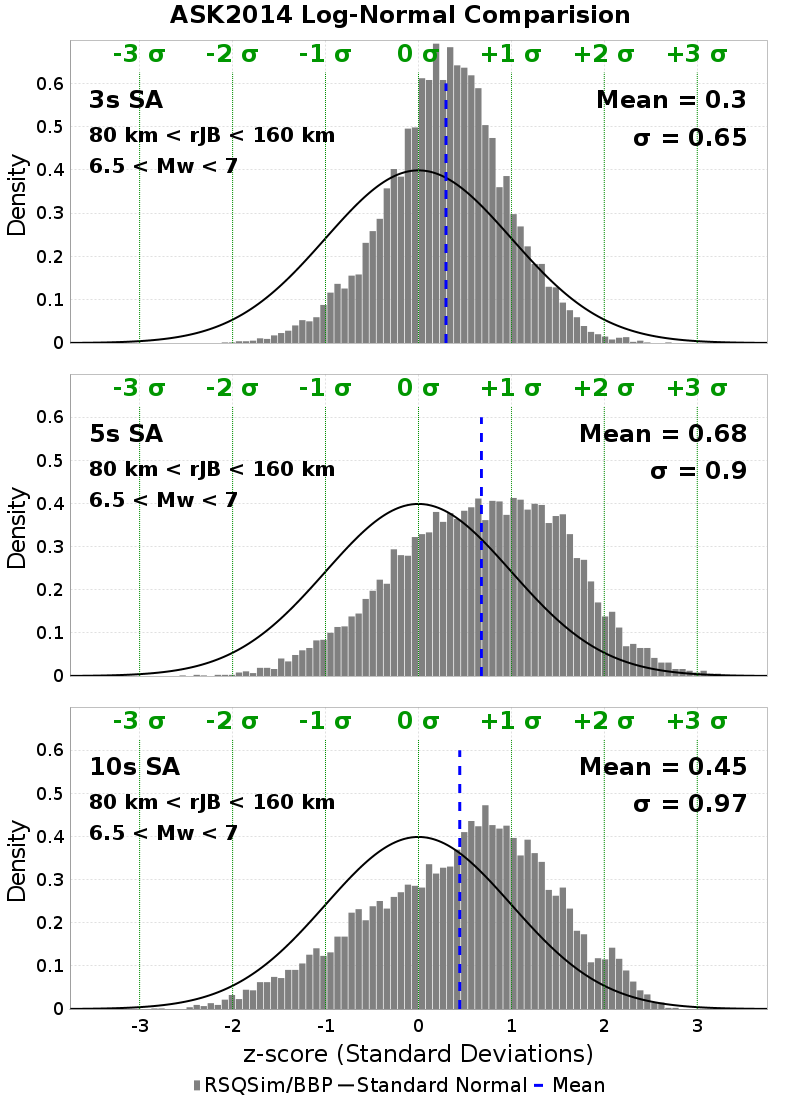 ASK2014 Log-Normal Comparision
-3 σ -2 σ -1 σ 0 σ +1 σ +2 σ +3 σ
3s SA
Mean = 0.3
80 km < rJB < 160 km
σ = 0.65
6.5 < Mw < 7
Density
0.6
0.5
0.4
0.3
0.2
0.1
0
-3 σ -2 σ -1 σ 0 σ +1 σ +2 σ +3 σ
5s SA
Mean = 0.68
80 km < rJB < 160 km
σ = 0.9
6.5 < Mw < 7
Density
0.6
0.5
0.4
0.3
0.2
0.1
0
-3 σ -2 σ -1 σ 0 σ +1 σ +2 σ +3 σ
10s SA
Mean = 0.45
80 km < rJB < 160 km
σ = 0.97
6.5 < Mw < 7
Density
0.6
0.5
0.4
0.3
0.2
0.1
0
-3 -2 -1 0 1 2 3
z-score (Standard Deviations)
RSQSim/BBP Standard Normal Mean